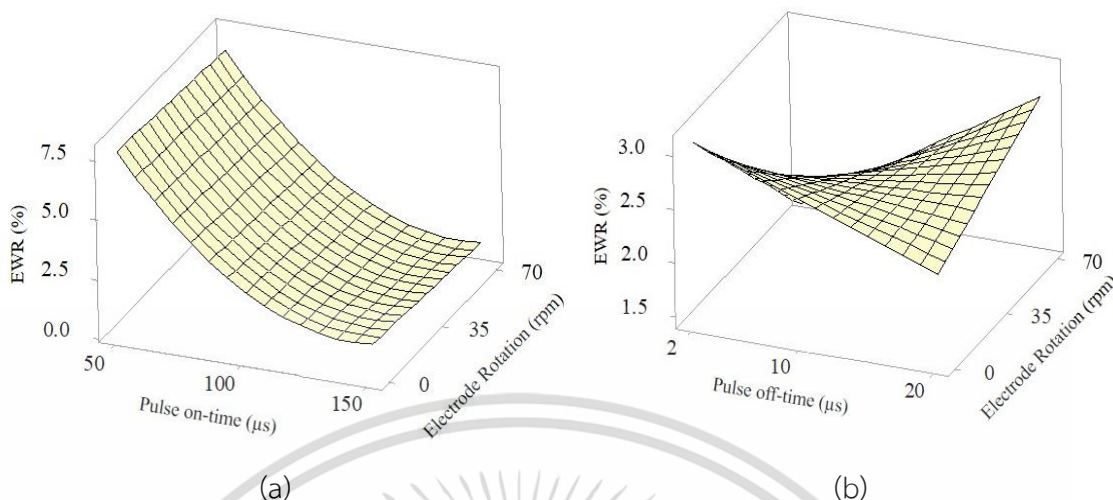 7.5
5.0
2.5
0.0
EWR (%)
50
100
150
Pulse on-time (µs)
0
35
70
Electrode Rotation (rpm)
(a)
3.0
2.5
2.0
1.5
EWR (%)
2
10
20
Pulse off-time (µs)
0
35
70
Electrode Rotation (rpm)
(b)